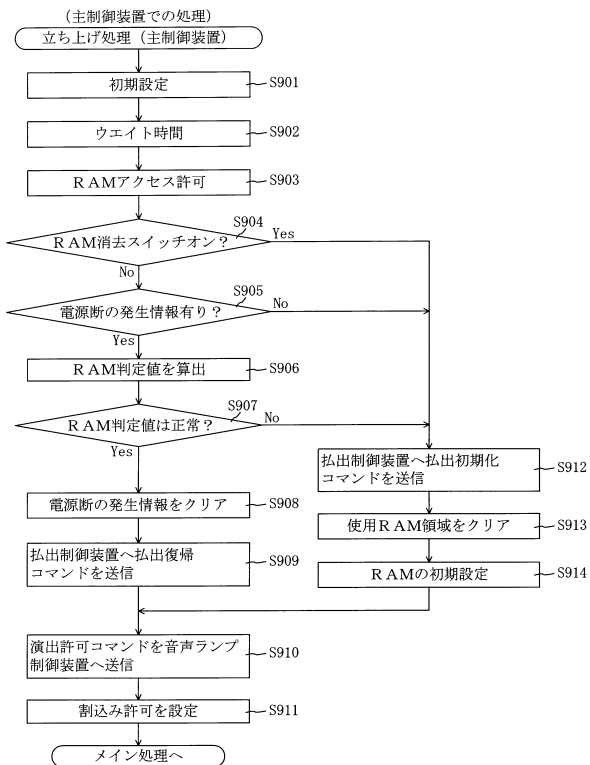 (主制御装置での処理)
立ち上げ処理(主制御装置)
初期設定
S901
ウエイト時間
S902
RAMアクセス許可
S903
S904
RAM消去スイッチオン?
Yes
No
S905
電源断の発生情報有り?
No
Yes
RAM判定値を算出
S906
S907
RAM判定値は正常?
No
Yes
払出制御装置へ払出初期化
コマンドを送信
S912
電源断の発生情報をクリア
S908
使用RAM領域をクリア
S913
払出制御装置へ払出復帰
コマンドを送信
S909
RAMの初期設定
S914
演出許可コマンドを音声ランプ
制御装置へ送信
S910
割込み許可を設定
S911
メイン処理へ